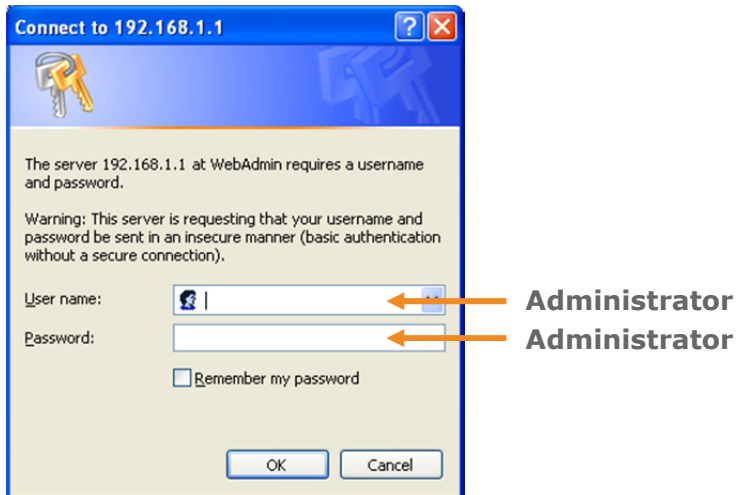 Connect to 192.168.1.1
The server 192.168.1.1 at WebAdmin requires a username
and password.
Warning: This server is requesting that your username and
password be sent in an insecure manner (basic authentication
without a secure connection).
User name:
Administrator
Password:
Administrator
Remember my password
OK
Cancel